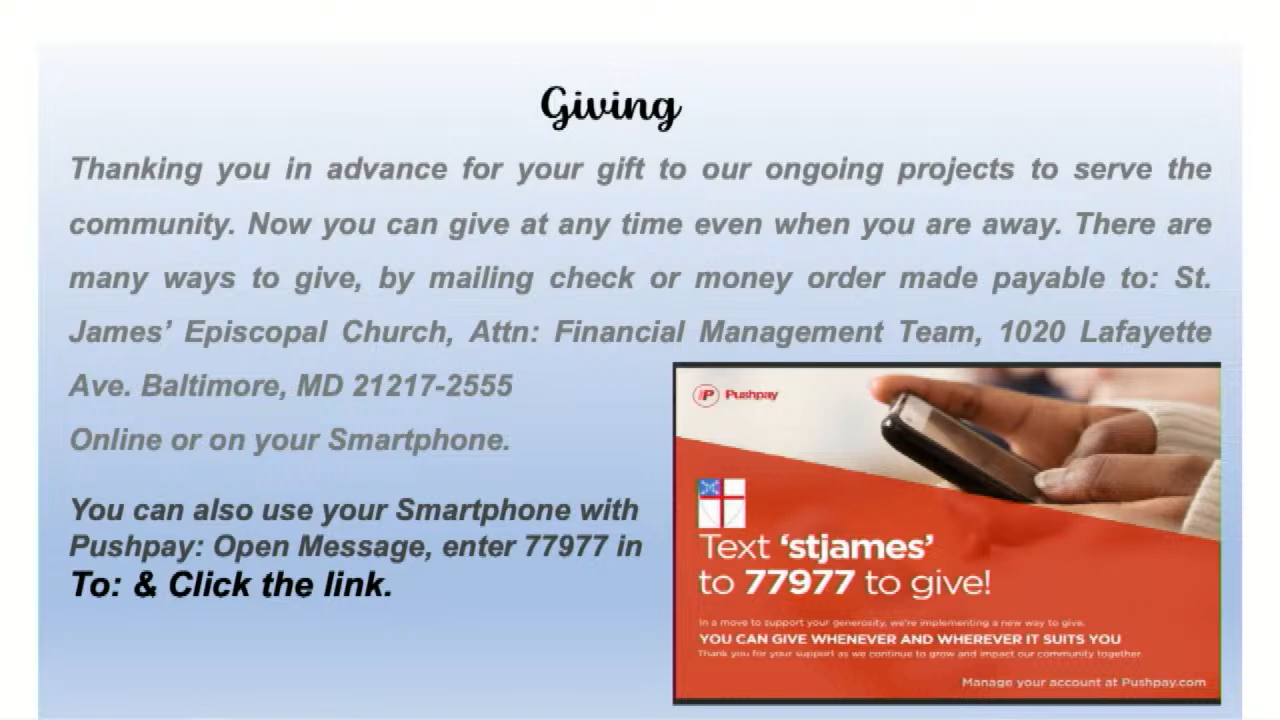 Giving
Thanking you in advance for your gift to our ongoing projects to serve the
community. Now you can give at any time even when you are away. There are
many ways to give, by mailing check or money order made payable to: St.
James’ Episcopal Church, Attn: Financial Management Team, 1020 Lafayette
Ave. Baltimore, MD 21217-2555
Online or on your Smartphone.
You can also use your Smartphone with
Pushpay: Open Message, enter 77977 in
To: & Click the link.
P Pushpay
Text ‘stjames’
to 77977 to give!
In a move to support your generosity, we're implementing a new way to give.
YOU CAN GIVE WHENEVER AND WHEREVER IT SUITS YOU
Thank you for your support as we continue to grow and impact our community together.
Manage your account at Pushpay.com